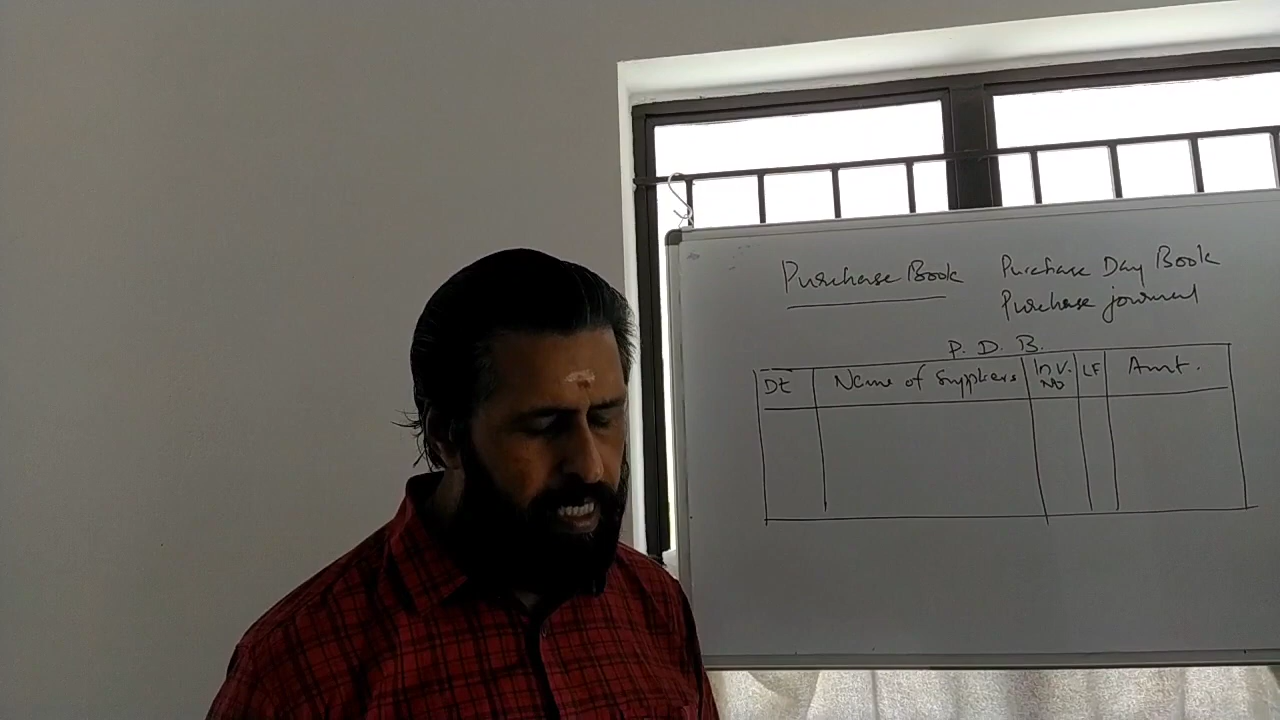 Purchase Book
Purchase Day Book
Purchase journal
P. D. B.
Dt Name of Suppliers Inv. No LF Amt.